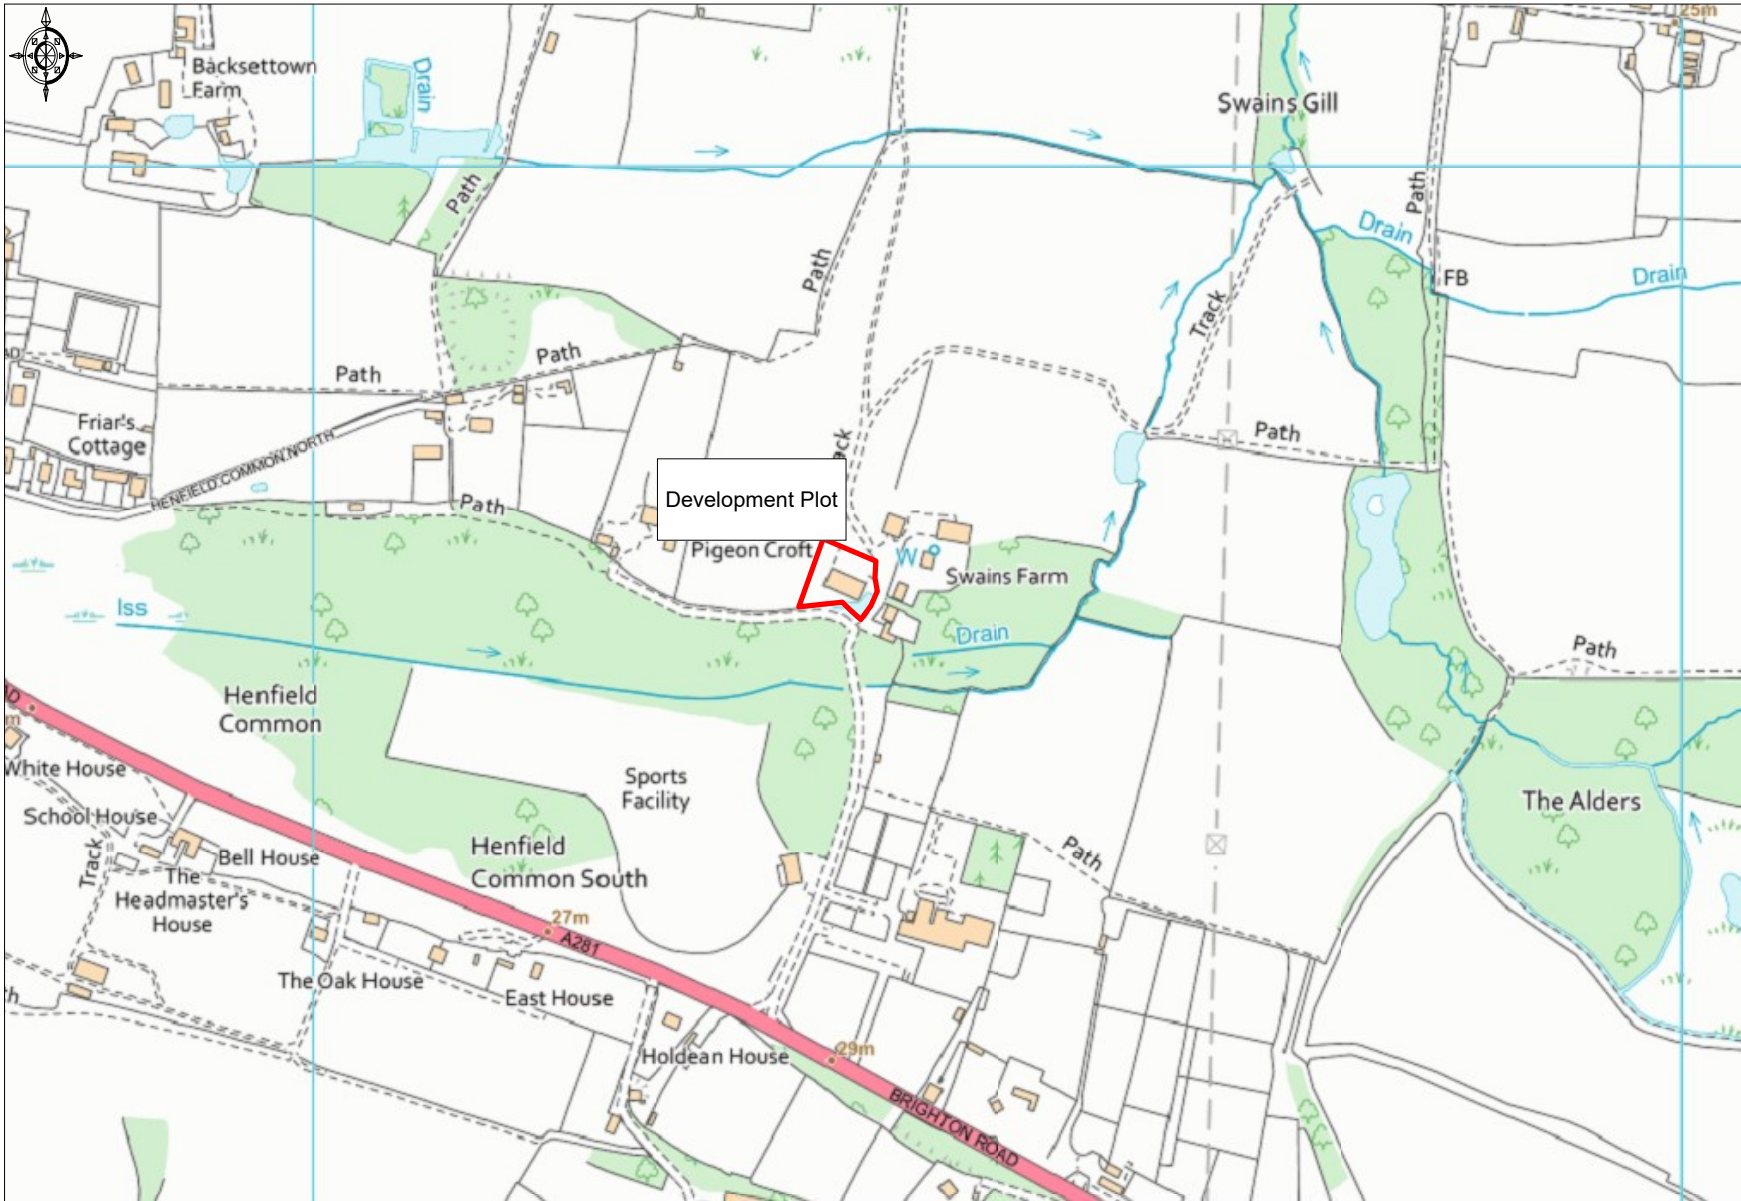 25m
Backsettown
Farm
Drain
Swains Gill
Path
Path
Drain
Path
FB
Drain
Track
Path
Path
Friar's
Cottage
HENFIELD COMMON NORTH
Path
Path
Development Plot
Pigeon Croft
W
Swains Farm
Iss
Drain
Path
Henfield
Common
White House
Sports
Facility
School House
The Alders
Track
Bell House
Henfield
Common South
Path
The
Headmaster's
House
27m
A281
The Oak House
East House
Holdean House
29m
BRIGHTON ROAD